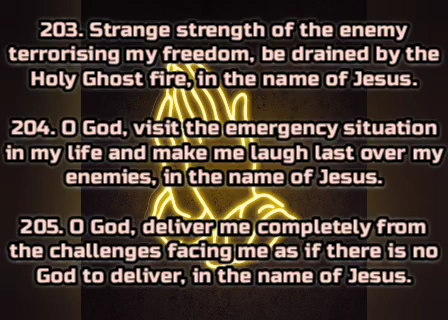 203. Strange strength of the enemy
terrorising my freedom, be drained by the
Holy Ghost fire, in the name of Jesus.
204. O God, visit the emergency situation
in my life and make me laugh last over my
enemies, in the name of Jesus.
205. O God, deliver me completely from
the challenges facing me as if there is no
God to deliver, in the name of Jesus.